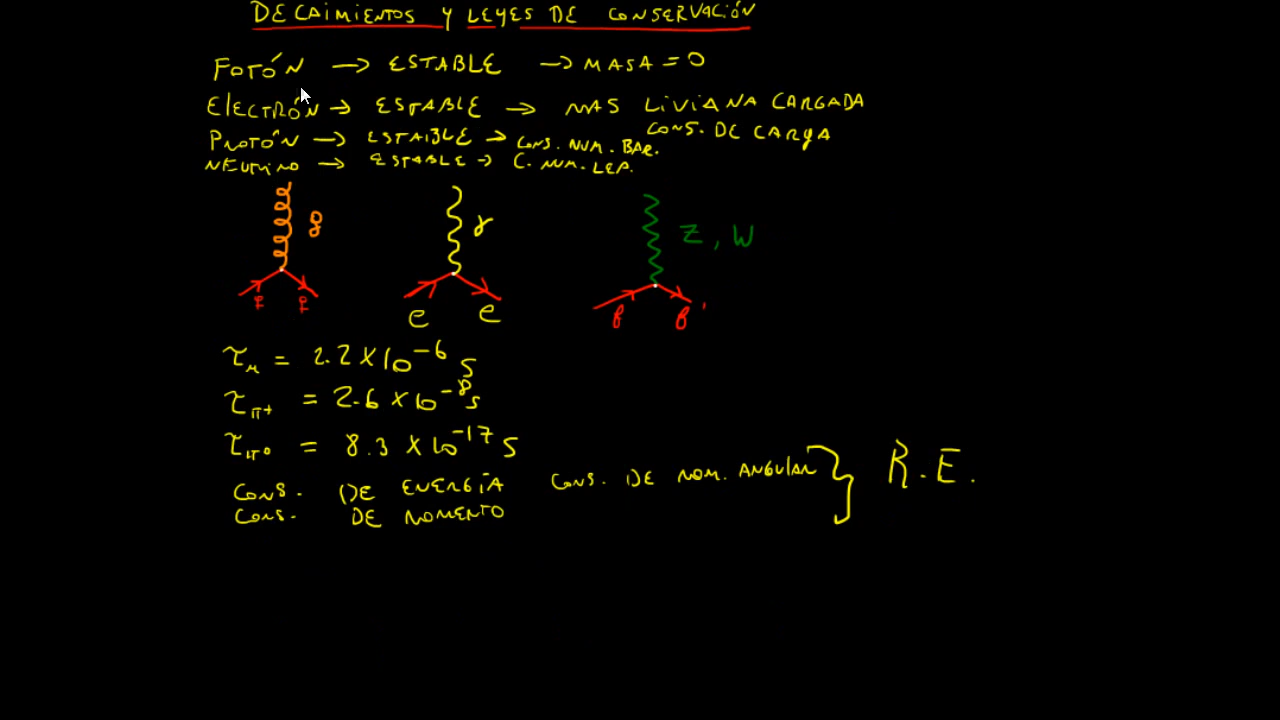 DECAIMIENTOS y LEYES DE CONSERVACIÓN
FOTÓN → ESTABLE → MASA = 0
ElECTRÓN → ESTABLE → MAS LIVIANA CARGADA
CONS. DE CARGA
PROTÓN → ESTABLE → CONS. NUM. BAR.
NEUTRINO → ESTABLE → C. NUM. LEP.
g γ Z, W
q q e e f f'
τμ = 2.2 X 10⁻⁶ s
τπ+ = 2.6 X 10⁻⁸ s
τπ⁰ = 8.3 X 10⁻¹⁷ s
CONS. DE ENERGÍA CONS. DE MOM. ANGULAR } R.E.
CONS. DE MOMENTO